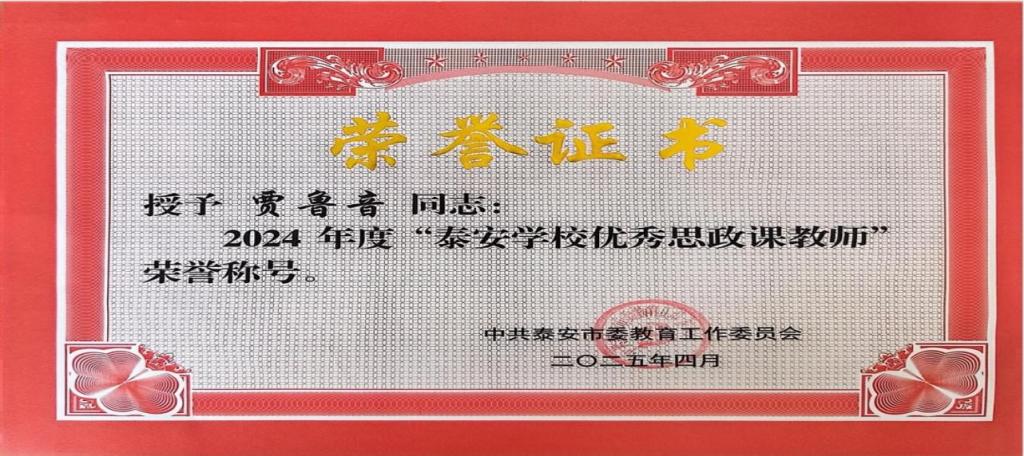 荣誉证书
授予 贾鲁音 同志：
2024 年度“泰安学校优秀思政课教师”
荣誉称号。
中共泰安市委教育工作委员会
二〇二五年四月